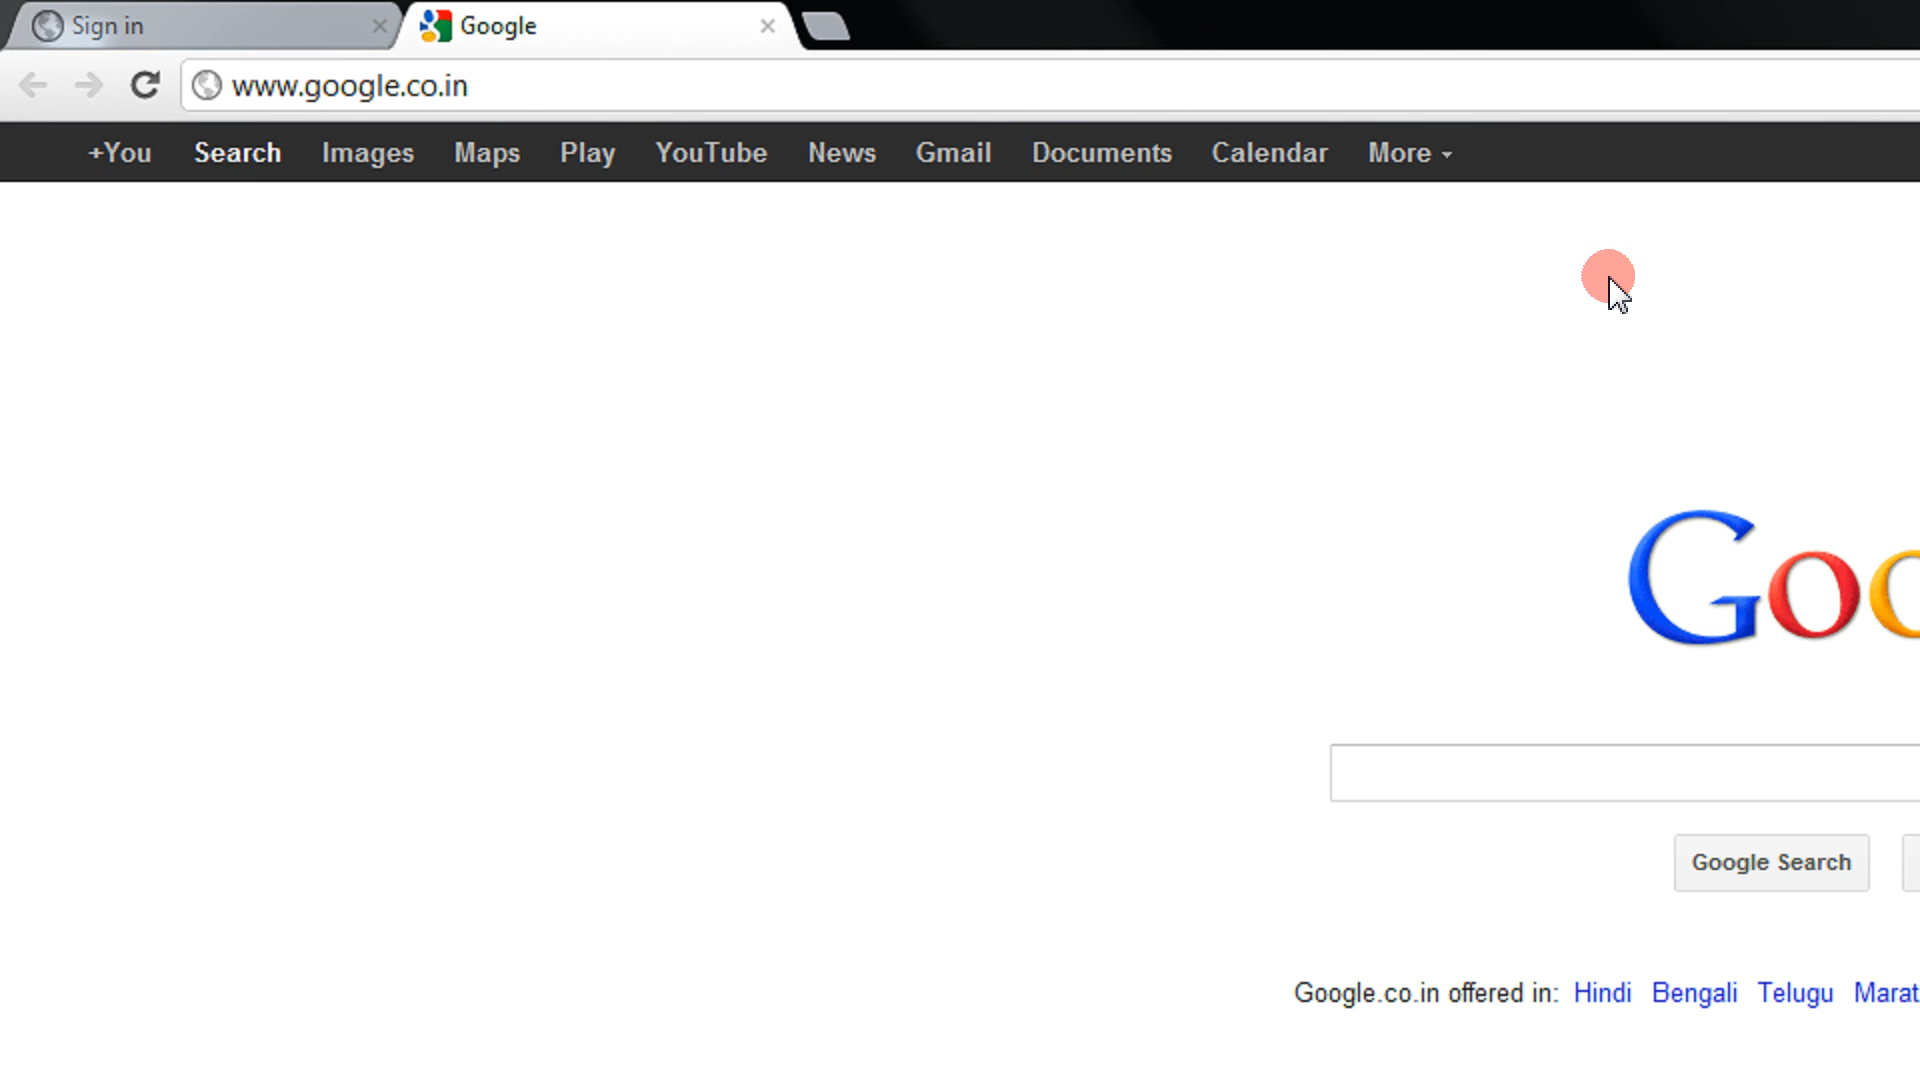 Sign in
Google
www.google.co.in
+You Search Images Maps Play YouTube News Gmail Documents Calendar More
Goo
Google Search
Google.co.in offered in: Hindi Bengali Telugu Marat